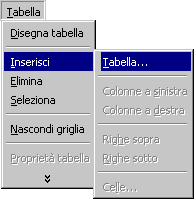 Tabella
Disegna tabella
Inserisci
Elimina
Seleziona
Nascondi griglia
Proprietà tabella
Tabella...
Colonne a sinistra
Colonne a destra
Righe sopra
Righe sotto
Celle...